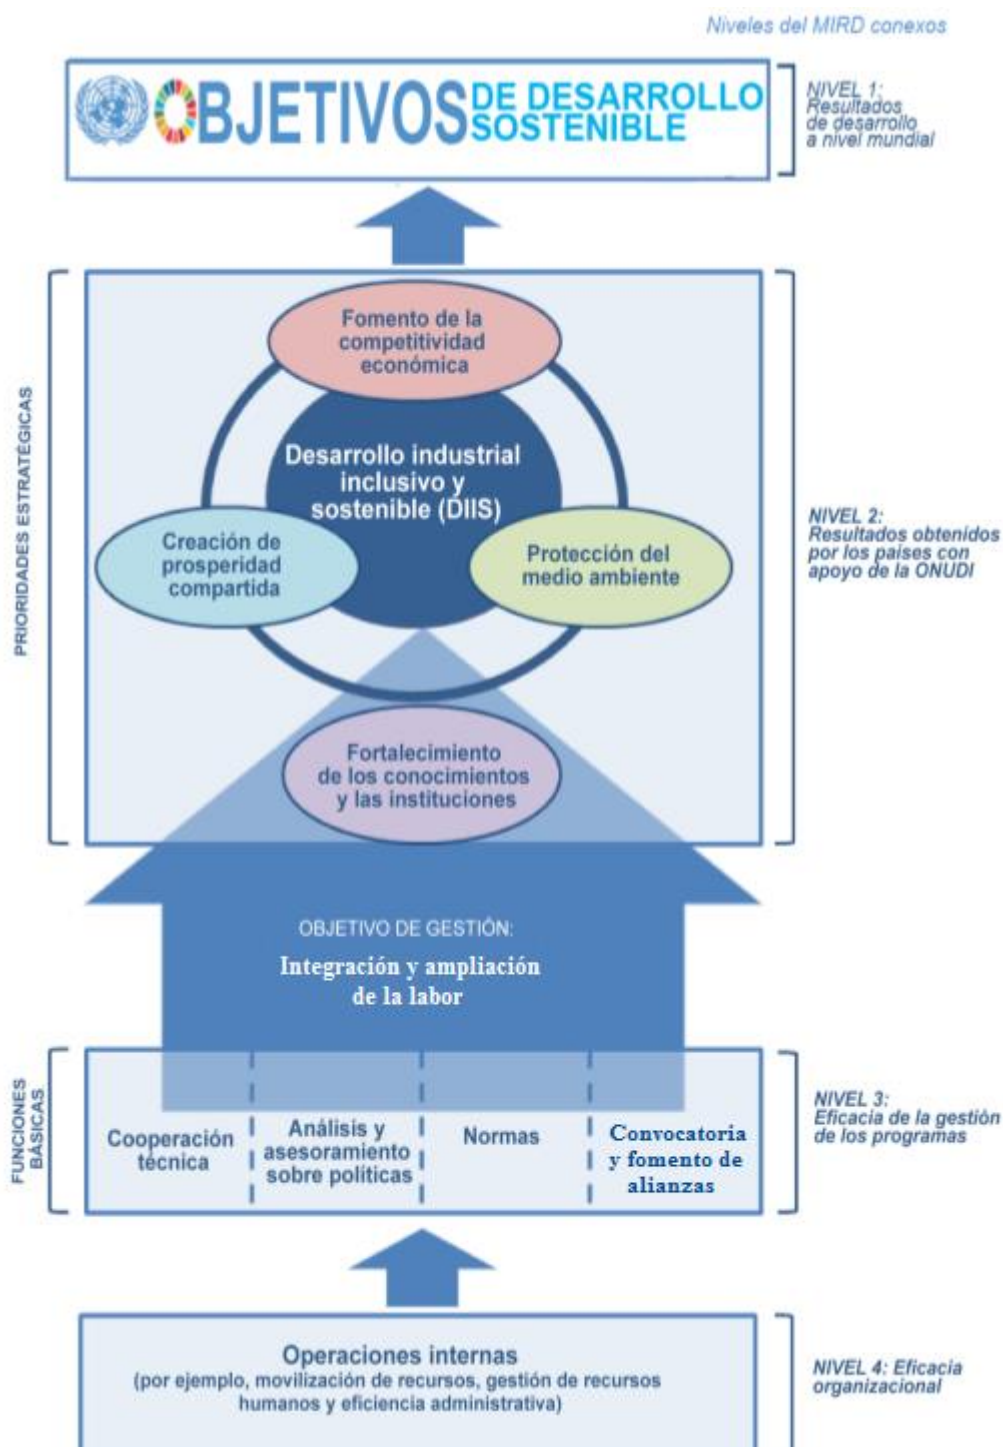 Niveles del MIRD conexos
OBJETIVOS DE DESARROLLO
SOSTENIBLE
NIVEL 1:
Resultados
de desarrollo
a nivel mundial
PRIORIDADES ESTRATÉGICAS
Fomento de la
competitividad
económica
Desarrollo industrial
inclusivo y
sostenible (DIIS)
Creación de
prosperidad
compartida
Protección del
medio ambiente
Fortalecimiento
de los conocimientos
y las instituciones
NIVEL 2:
Resultados obtenidos
por los países con
apoyo de la ONUDI
OBJETIVO DE GESTIÓN:
Integración y ampliación
de la labor
FUNCIONES
BÁSICAS
Cooperación
técnica
Análisis y
asesoramiento
sobre políticas
Normas
Convocatoria
y fomento de
alianzas
NIVEL 3:
Eficacia de la gestión
de los programas
Operaciones internas
(por ejemplo, movilización de recursos, gestión de recursos
humanos y eficiencia administrativa)
NIVEL 4: Eficacia
organizacional